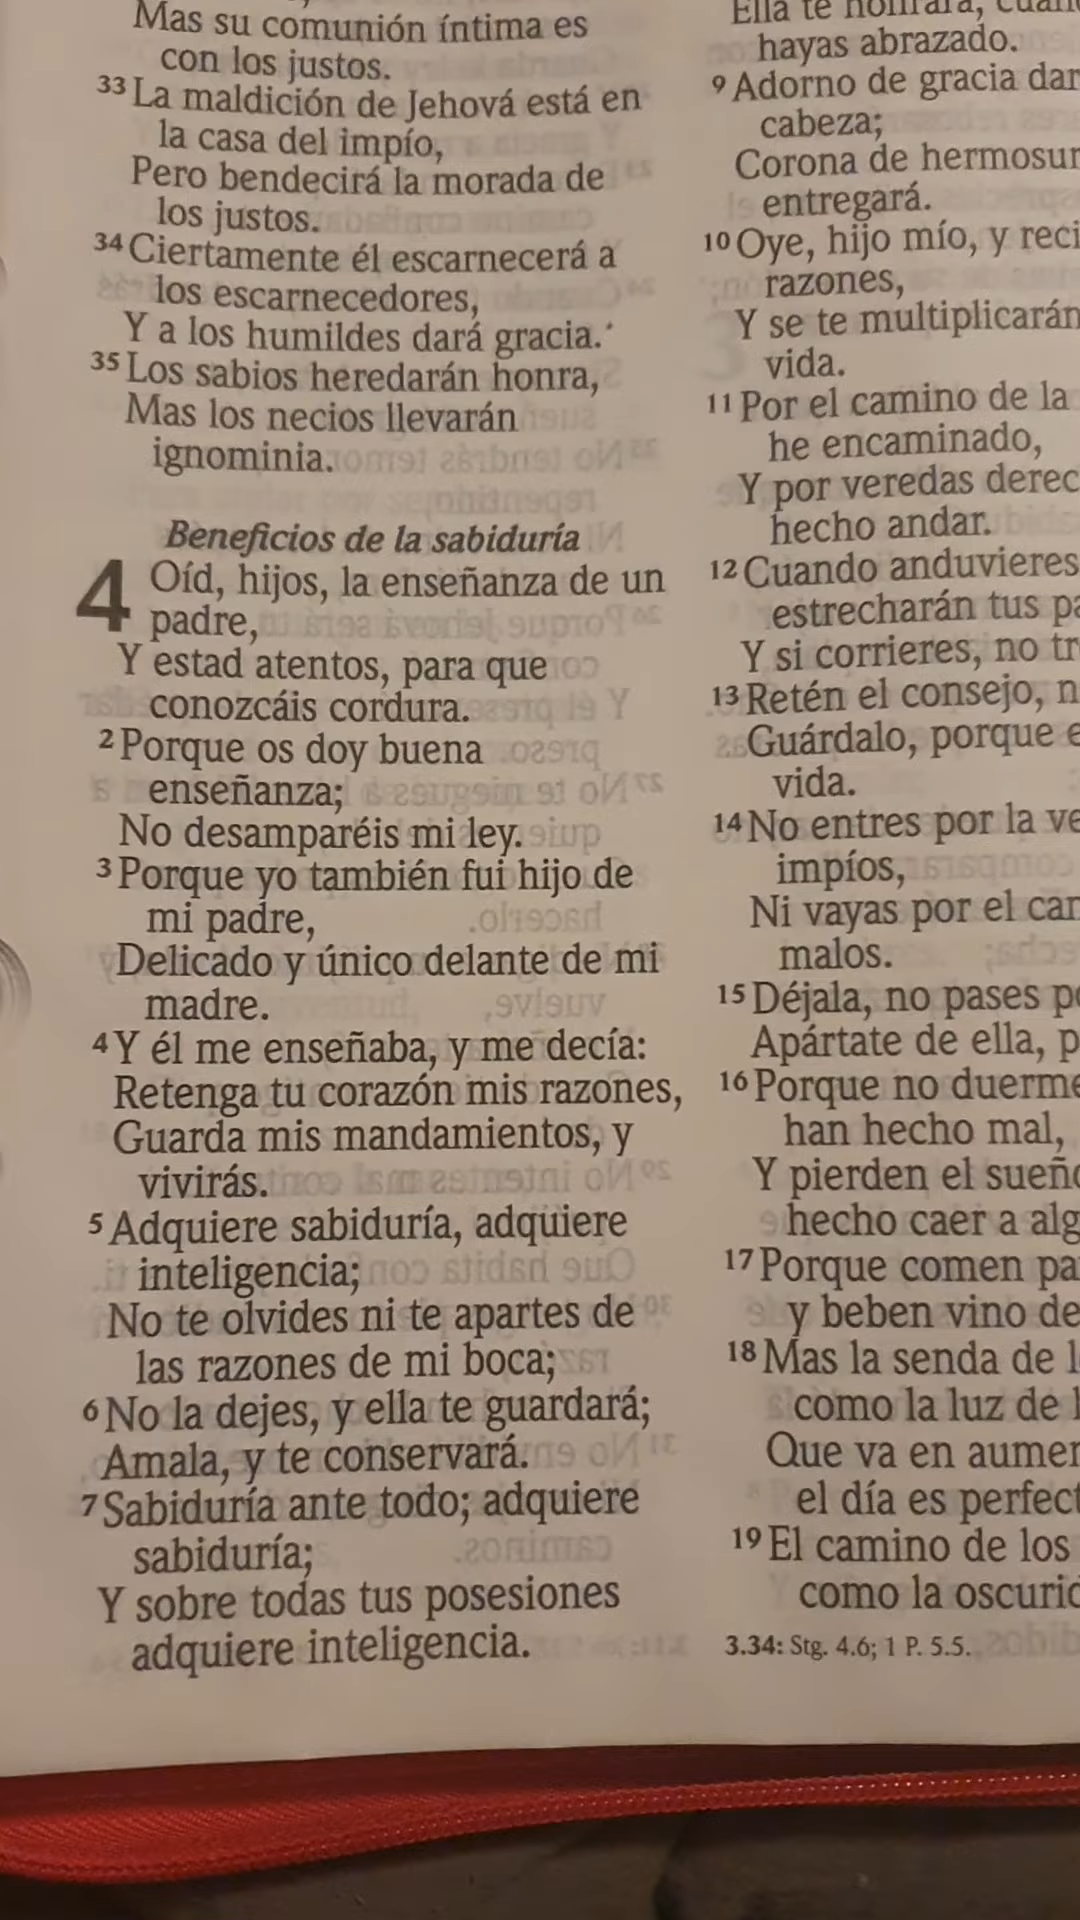 Mas su comunión íntima es
con los justos.
33 La maldición de Jehová está en
la casa del impío,
Pero bendecirá la morada de
los justos.
34 Ciertamente él escarnecerá a
los escarnecedores,
Y a los humildes dará gracia.
35 Los sabios heredarán honra,
Mas los necios llevarán
ignominia.
Beneficios de la sabiduría
4 Oíd, hijos, la enseñanza de un
padre,
Y estad atentos, para que
conozcáis cordura.
2 Porque os doy buena
enseñanza;
No desamparéis mi ley.
3 Porque yo también fui hijo de
mi padre,
Delicado y único delante de mi
madre.
4 Y él me enseñaba, y me decía:
Retenga tu corazón mis razones,
Guarda mis mandamientos, y
vivirás.
5 Adquiere sabiduría, adquiere
inteligencia;
No te olvides ni te apartes de
las razones de mi boca;
6 No la dejes, y ella te guardará;
Amala, y te conservará.
7 Sabiduría ante todo; adquiere
sabiduría;
Y sobre todas tus posesiones
adquiere inteligencia.
Ella te honrará,
hayas abrazado.
9 Adorno de gracia
cabeza;
Corona de
entregará.
10 Oye, hijo mío, y
razones,
Y se te
vida.
11 Por el camino de la
he encaminado,
Y por veredas
hecho andar.
12 Cuando anduvieres
estrecharán tus
Y si corrieres, no
13 Retén el consejo,
Guárdalo, porque
vida.
14 No entres por la
impíos,
Ni vayas por el
malos.
15 Déjala, no pases
Apártate de ella,
16 Porque no
han hecho mal,
Y pierden el
hecho caer a
17 Porque comen
y beben vino
18 Mas la senda de
como la luz de
Que va en
el día es
19 El camino de los
como la
3.34: Stg. 4.6; 1 P. 5.5.